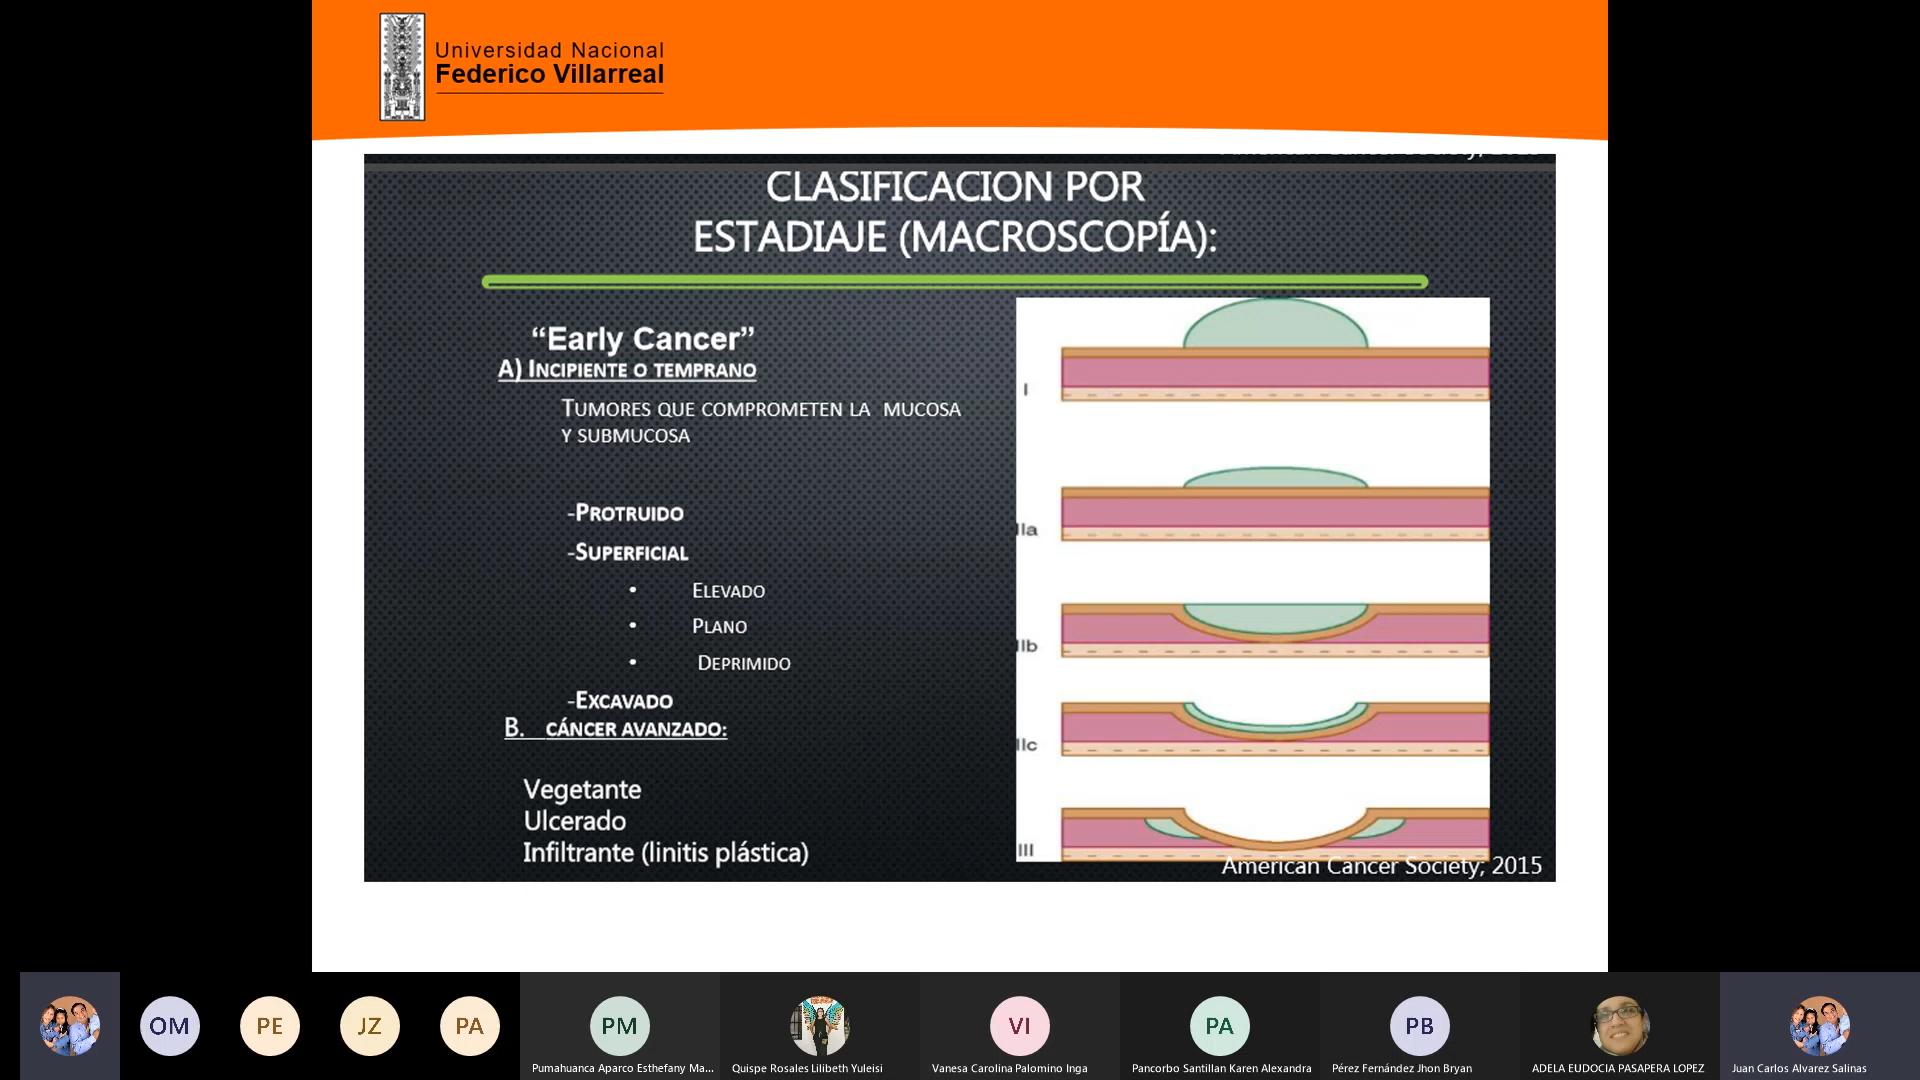 Universidad Nacional
Federico Villarreal
CLASIFICACION POR
ESTADIAJE (MACROSCOPÍA):
“Early Cancer”
A) INCIPIENTE O TEMPRANO
TUMORES QUE COMPROMETEN LA MUCOSA
Y SUBMUCOSA
-PROTRUIDO
-SUPERFICIAL
• ELEVADO
• PLANO
• DEPRIMIDO
-EXCAVADO
B. CÁNCER AVANZADO:
Vegetante
Ulcerado
Infiltrante (linitis plástica)
I
IIa
IIb
IIc
III
American Cancer Society; 2015
OM
PE
JZ
PA
PM
VI
PA
PB
Pumahuanca Aparco Esthefany Ma...
Quispe Rosales Lilibeth Yuleisi
Vanesa Carolina Palomino Inga
Pancorbo Santillan Karen Alexandra
Pérez Fernández Jhon Bryan
ADELA EUDOCIA PASAPERA LOPEZ
Juan Carlos Alvarez Salinas